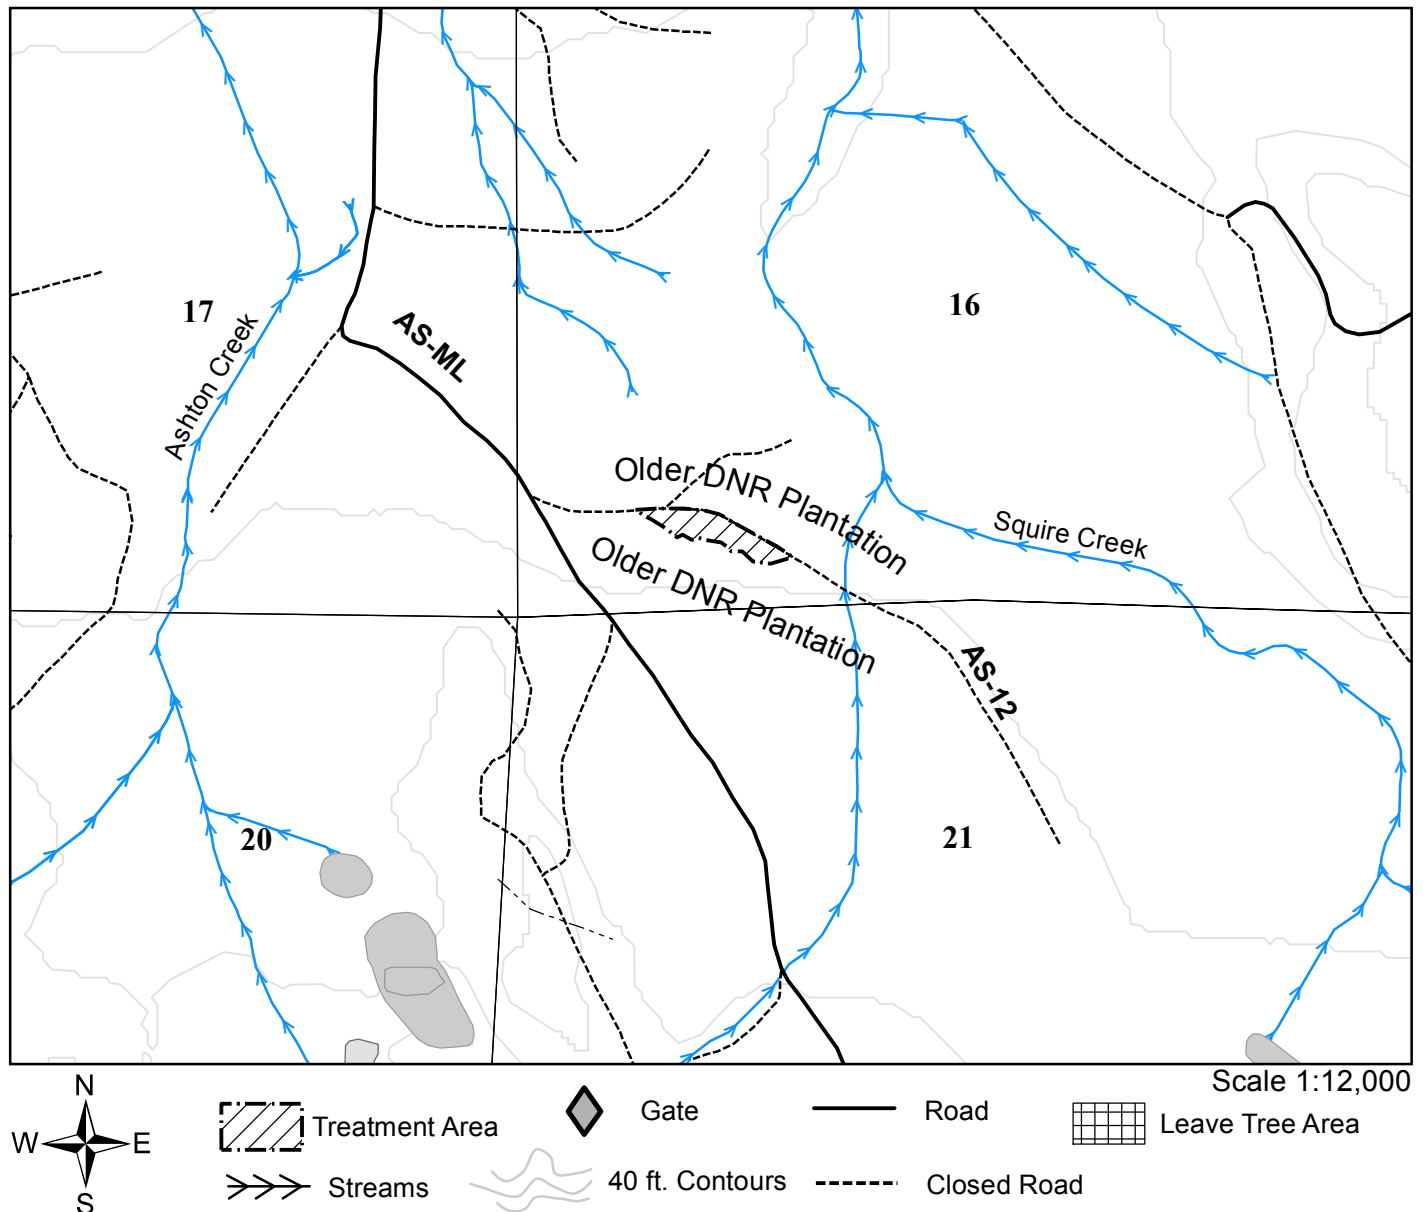 17
AS-ML
16
Ashton Creek
Older DNR Plantation
Squire Creek
Older DNR Plantation
AS-12
20
21
Scale 1:12,000
N
W E
S
Treatment Area
Gate
Road
Leave Tree Area
Streams
40 ft. Contours
Closed Road